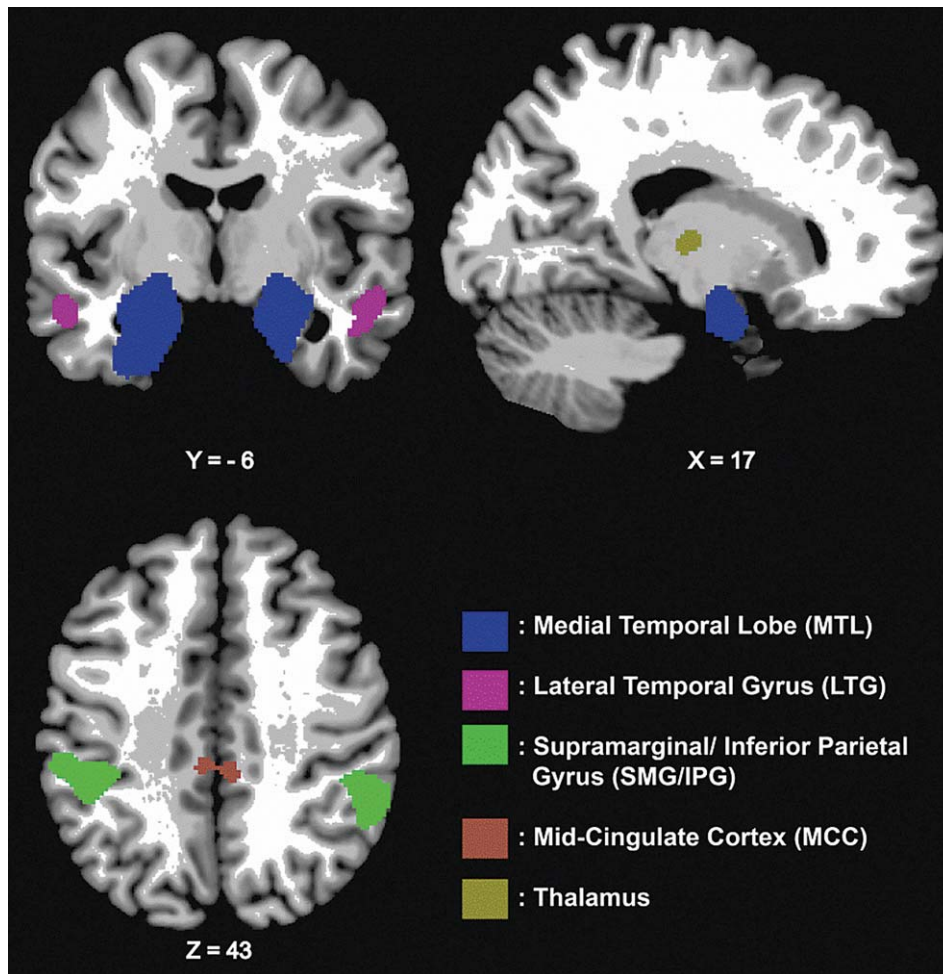 Y = - 6
X = 17
: Medial Temporal Lobe (MTL)
: Lateral Temporal Gyrus (LTG)
: Supramarginal/ Inferior Parietal
Gyrus (SMG/IPG)
: Mid-Cingulate Cortex (MCC)
: Thalamus
Z = 43